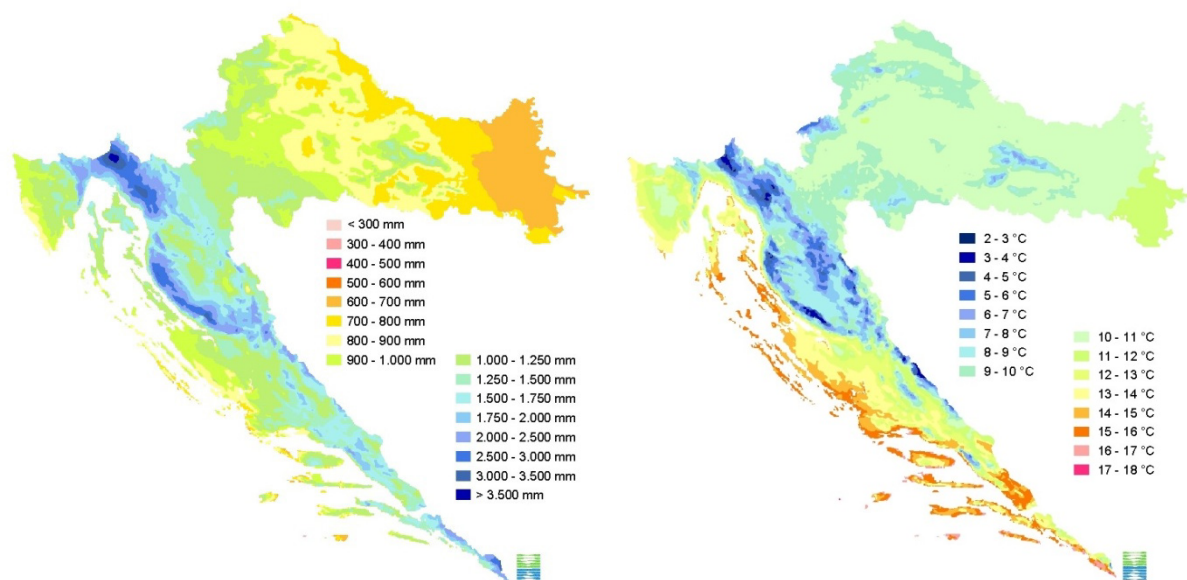 < 300 mm
300 - 400 mm
400 - 500 mm
500 - 600 mm
600 - 700 mm
700 - 800 mm
800 - 900 mm
900 - 1.000 mm
1.000 - 1.250 mm
1.250 - 1.500 mm
1.500 - 1.750 mm
1.750 - 2.000 mm
2.000 - 2.500 mm
2.500 - 3.000 mm
3.000 - 3.500 mm
> 3.500 mm
2 - 3 °C
3 - 4 °C
4 - 5 °C
5 - 6 °C
6 - 7 °C
7 - 8 °C
8 - 9 °C
9 - 10 °C
10 - 11 °C
11 - 12 °C
12 - 13 °C
13 - 14 °C
14 - 15 °C
15 - 16 °C
16 - 17 °C
17 - 18 °C